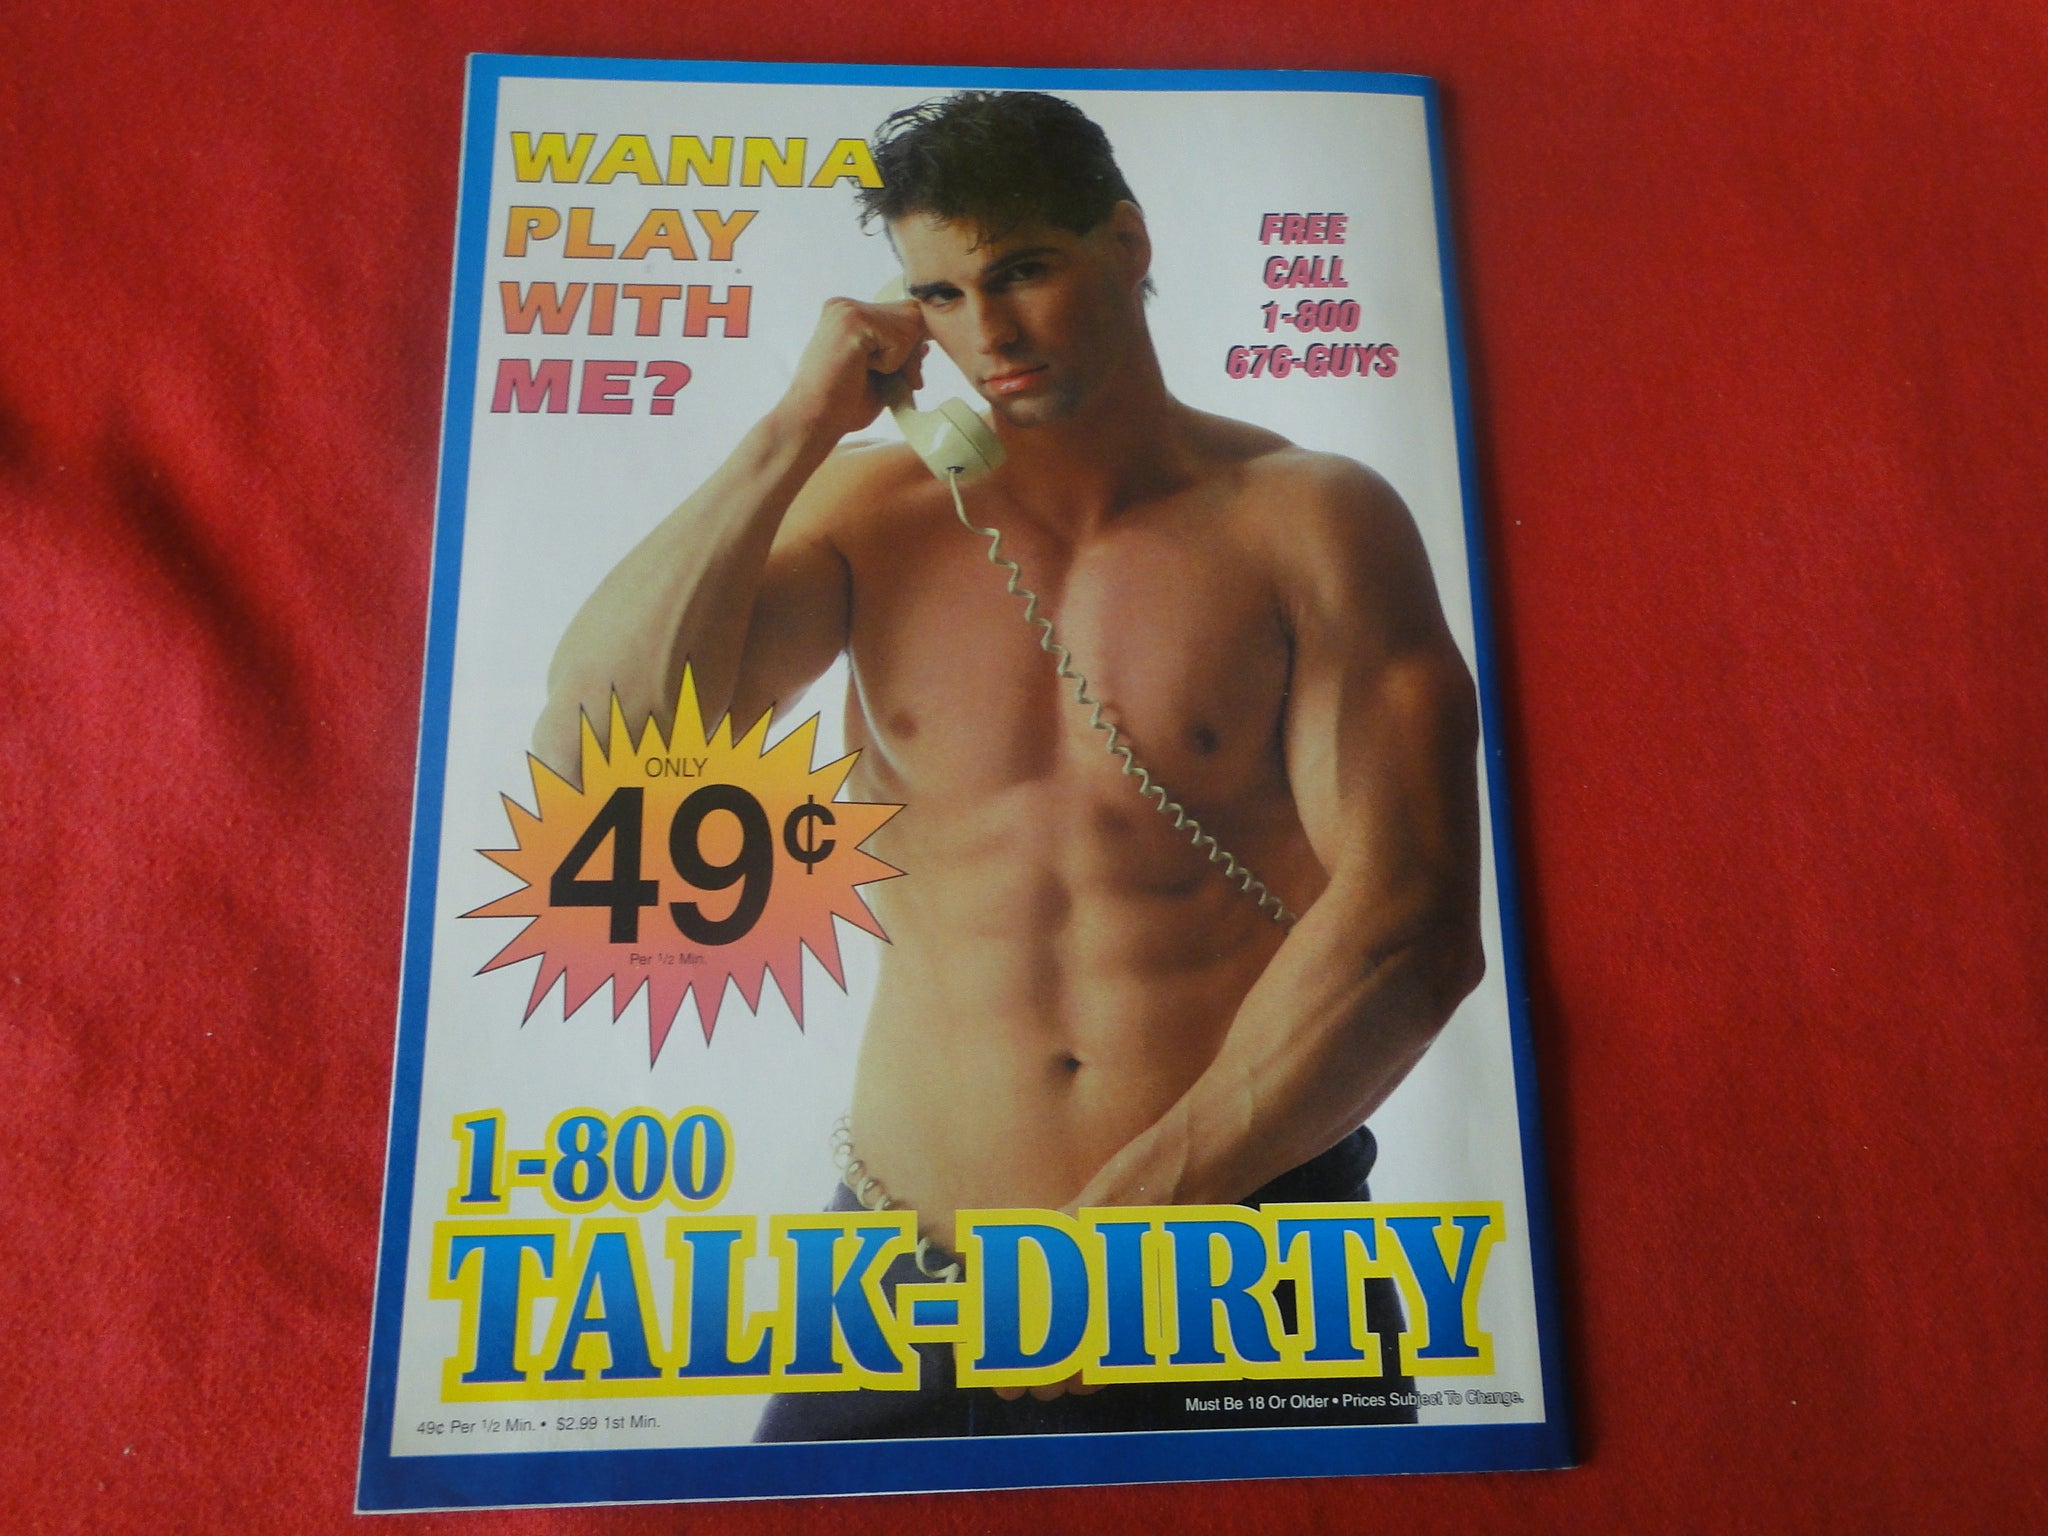 WANNA
PLAY
WITH
ME?
FREE
CALL
1-800
676-GUYS
ONLY
49¢
Per 1/2 Min.
1-800
TALK-DIRTY
Must Be 18 Or Older • Prices Subject To Change.
49¢ Per 1/2 Min. • $2.99 1st Min.